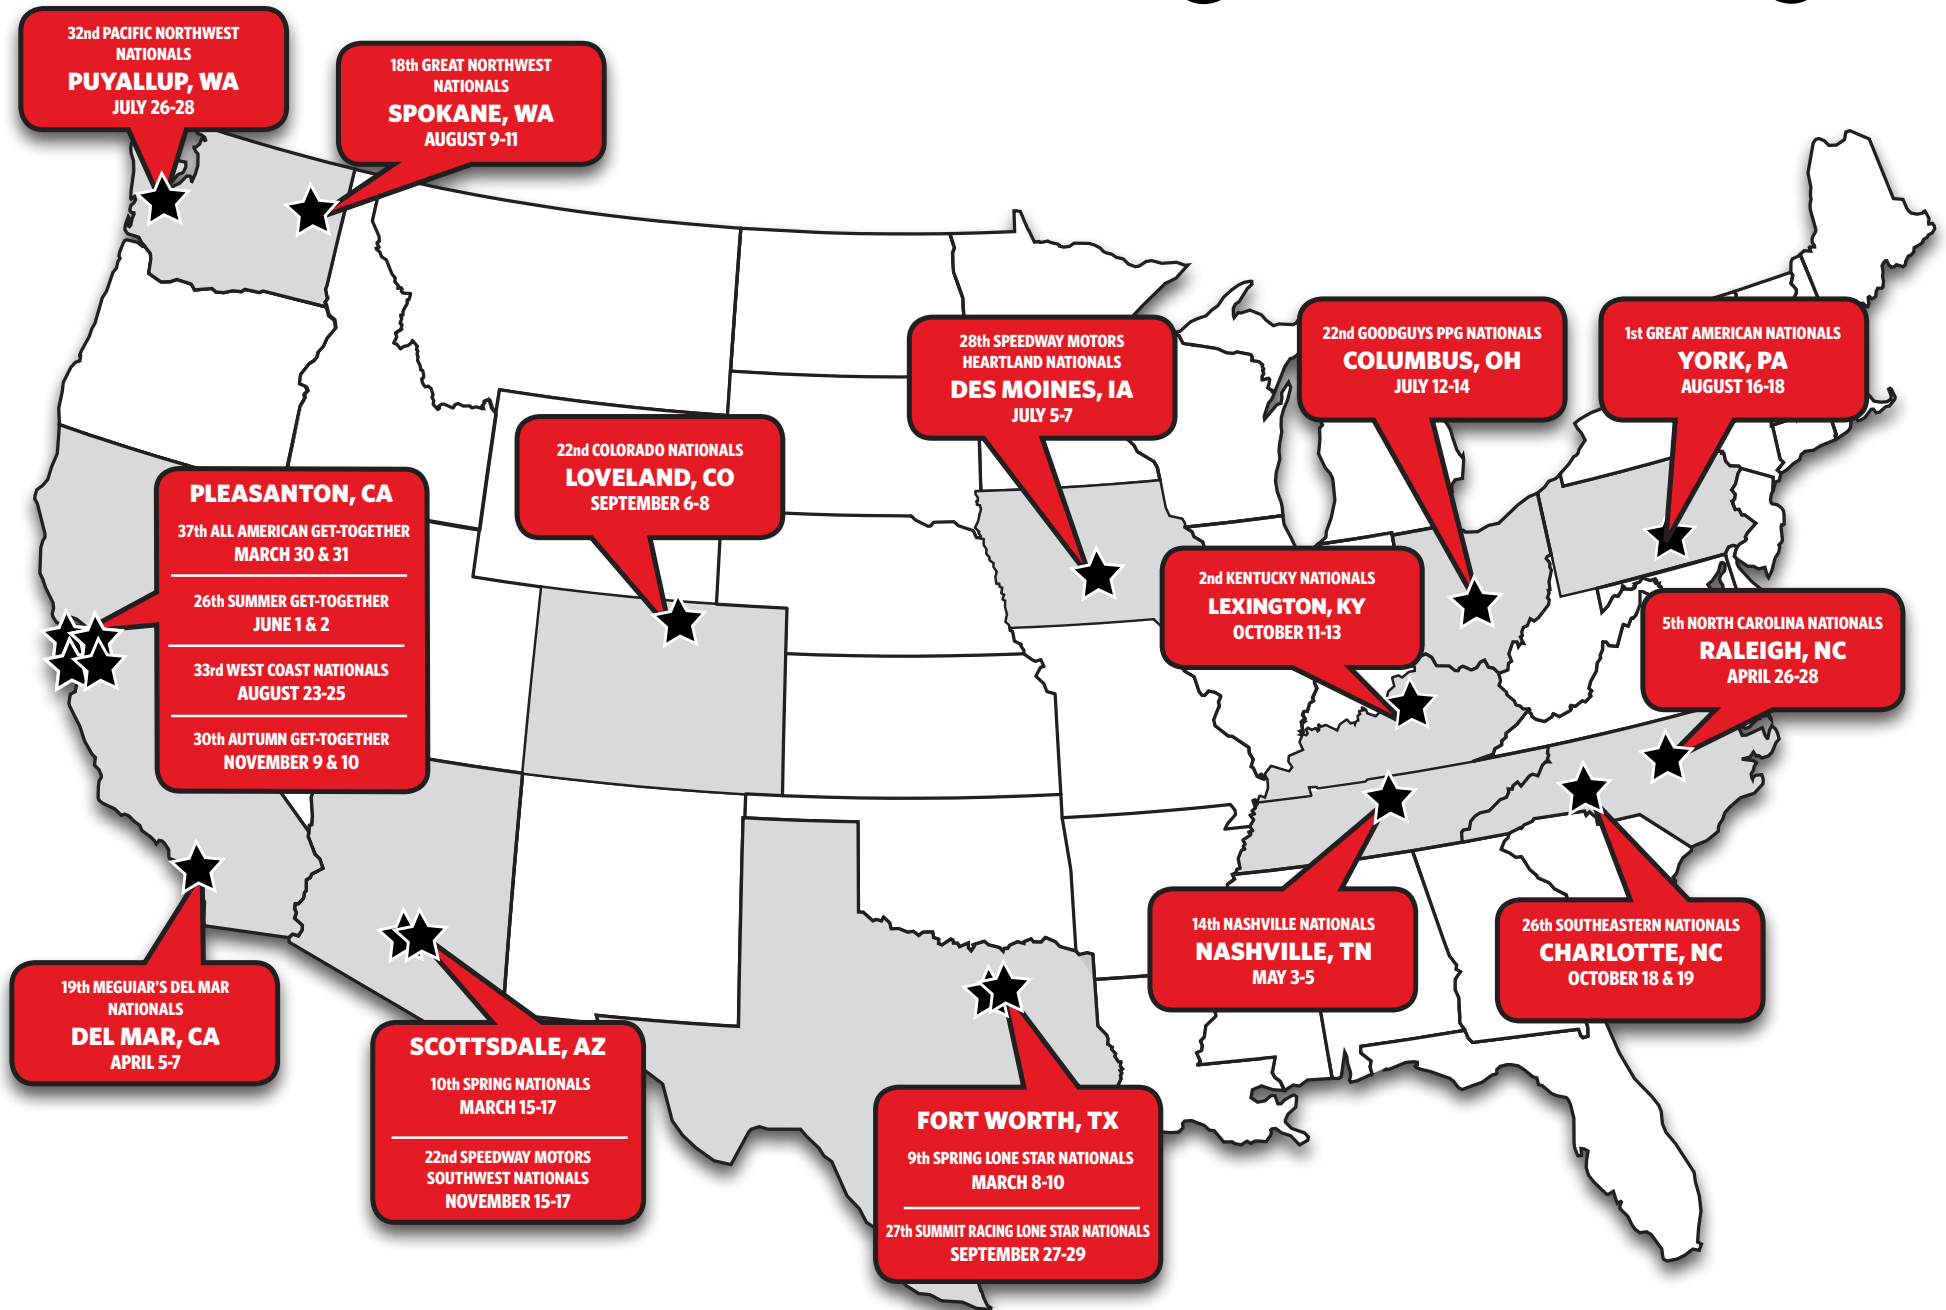 32nd PACIFIC NORTHWEST
NATIONALS
PUYALLUP, WA
JULY 26-28
18th GREAT NORTHWEST
NATIONALS
SPOKANE, WA
AUGUST 9-11
28th SPEEDWAY MOTORS
HEARTLAND NATIONALS
DES MOINES, IA
JULY 5-7
22nd GOODGUYS PPG NATIONALS
COLUMBUS, OH
JULY 12-14
1st GREAT AMERICAN NATIONALS
YORK, PA
AUGUST 16-18
22nd COLORADO NATIONALS
LOVELAND, CO
SEPTEMBER 6-8
PLEASANTON, CA
37th ALL AMERICAN GET-TOGETHER
MARCH 30 & 31
26th SUMMER GET-TOGETHER
JUNE 1 & 2
33rd WEST COAST NATIONALS
AUGUST 23-25
30th AUTUMN GET-TOGETHER
NOVEMBER 9 & 10
2nd KENTUCKY NATIONALS
LEXINGTON, KY
OCTOBER 11-13
5th NORTH CAROLINA NATIONALS
RALEIGH, NC
APRIL 26-28
14th NASHVILLE NATIONALS
NASHVILLE, TN
MAY 3-5
26th SOUTHEASTERN NATIONALS
CHARLOTTE, NC
OCTOBER 18 & 19
19th MEGUIAR'S DEL MAR
NATIONALS
DEL MAR, CA
APRIL 5-7
SCOTTSDALE, AZ
10th SPRING NATIONALS
MARCH 15-17
22nd SPEEDWAY MOTORS
SOUTHWEST NATIONALS
NOVEMBER 15-17
FORT WORTH, TX
9th SPRING LONE STAR NATIONALS
MARCH 8-10
27th SUMMIT RACING LONE STAR NATIONALS
SEPTEMBER 27-29